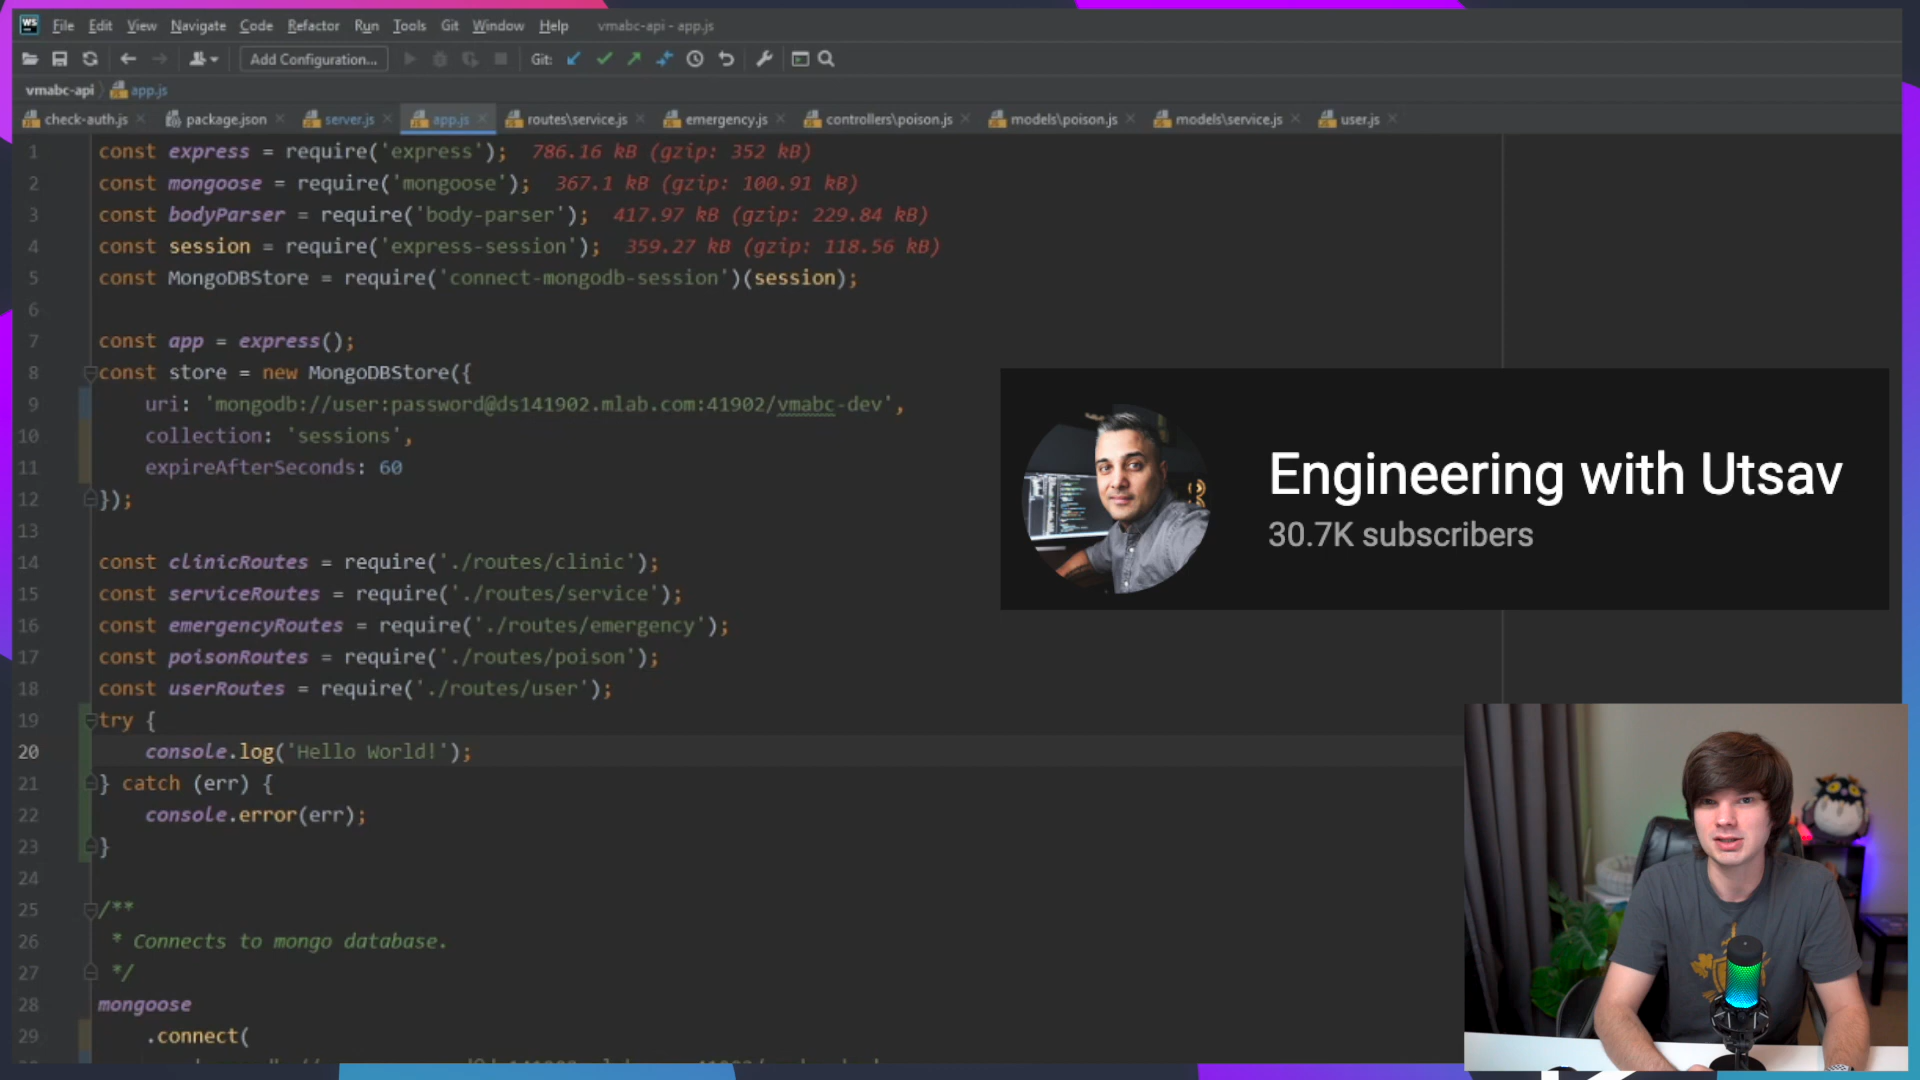 WS File Edit View Navigate Code Refactor Run Tools Git Window Help vmabc-api - app.js
Add Configuration... Git:
vmabc-api app.js
check-auth.js package.json server.js app.js routes\service.js emergency.js controllers\poison.js models\poison.js models\service.js user.js
1 const express = require('express'); 786.16 kB (gzip: 352 kB)
2 const mongoose = require('mongoose'); 367.1 kB (gzip: 100.91 kB)
3 const bodyParser = require('body-parser'); 417.97 kB (gzip: 229.84 kB)
4 const session = require('express-session'); 359.27 kB (gzip: 118.56 kB)
5 const MongoDBStore = require('connect-mongodb-session')(session);
6
7 const app = express();
8 const store = new MongoDBStore({
9 uri: 'mongodb://user:password@ds141902.mlab.com:41902/vmabc-dev',
10 collection: 'sessions',
11 expireAfterSeconds: 60
12 });
13
14 const clinicRoutes = require('./routes/clinic');
15 const serviceRoutes = require('./routes/service');
16 const emergencyRoutes = require('./routes/emergency');
17 const poisonRoutes = require('./routes/poison');
18 const userRoutes = require('./routes/user');
19 try {
20 console.log('Hello World!');
21 } catch (err) {
22 console.error(err);
23 }
24
25 /**
26 * Connects to mongo database.
27 */
28 mongoose
29 .connect(
Engineering with Utsav
30.7K subscribers